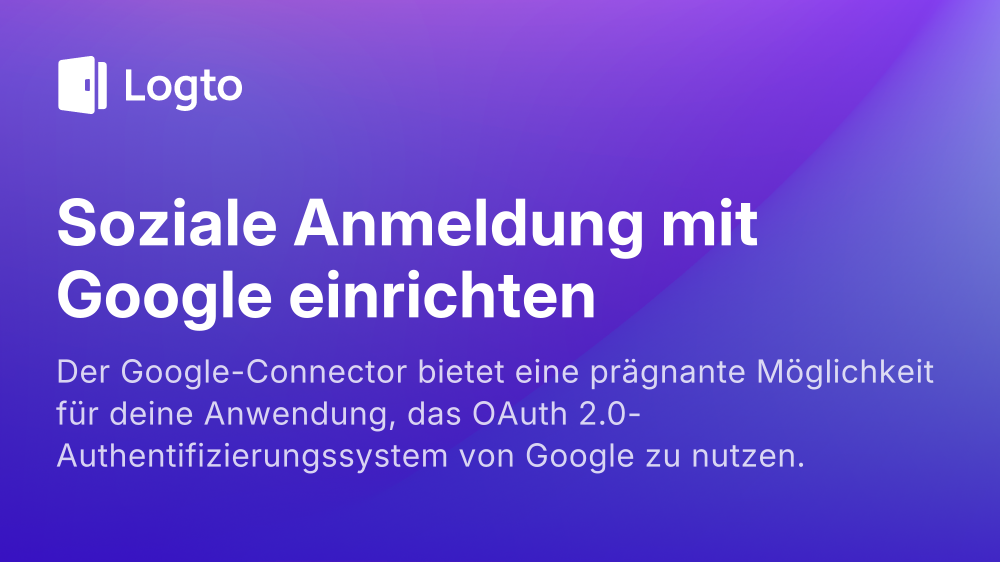 Logto
Soziale Anmeldung mit
Google einrichten
Der Google-Connector bietet eine prägnante Möglichkeit
für deine Anwendung, das OAuth 2.0-
Authentifizierungssystem von Google zu nutzen.